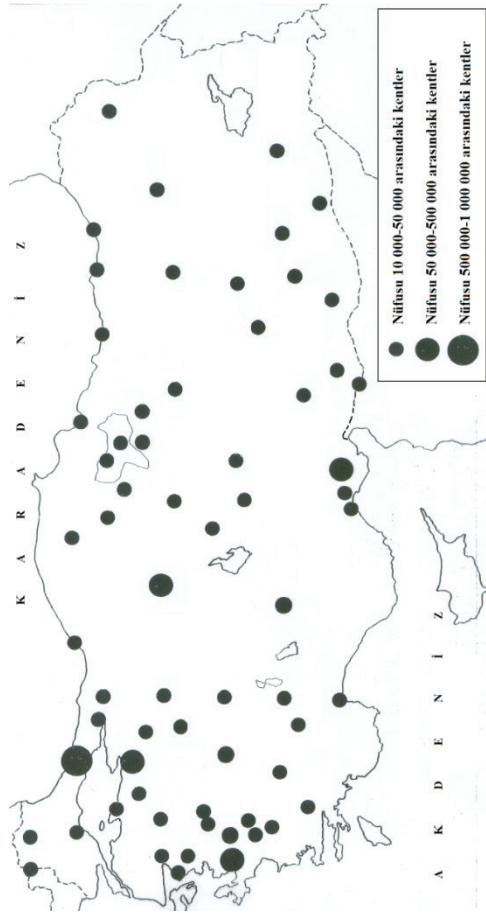 K A R A D E N İ Z
A K D E N İ Z
Nüfusu 10 000-50 000 arasındaki kentler
Nüfusu 50 000-500 000 arasındaki kentler
Nüfusu 500 000-1 000 000 arasındaki kentler